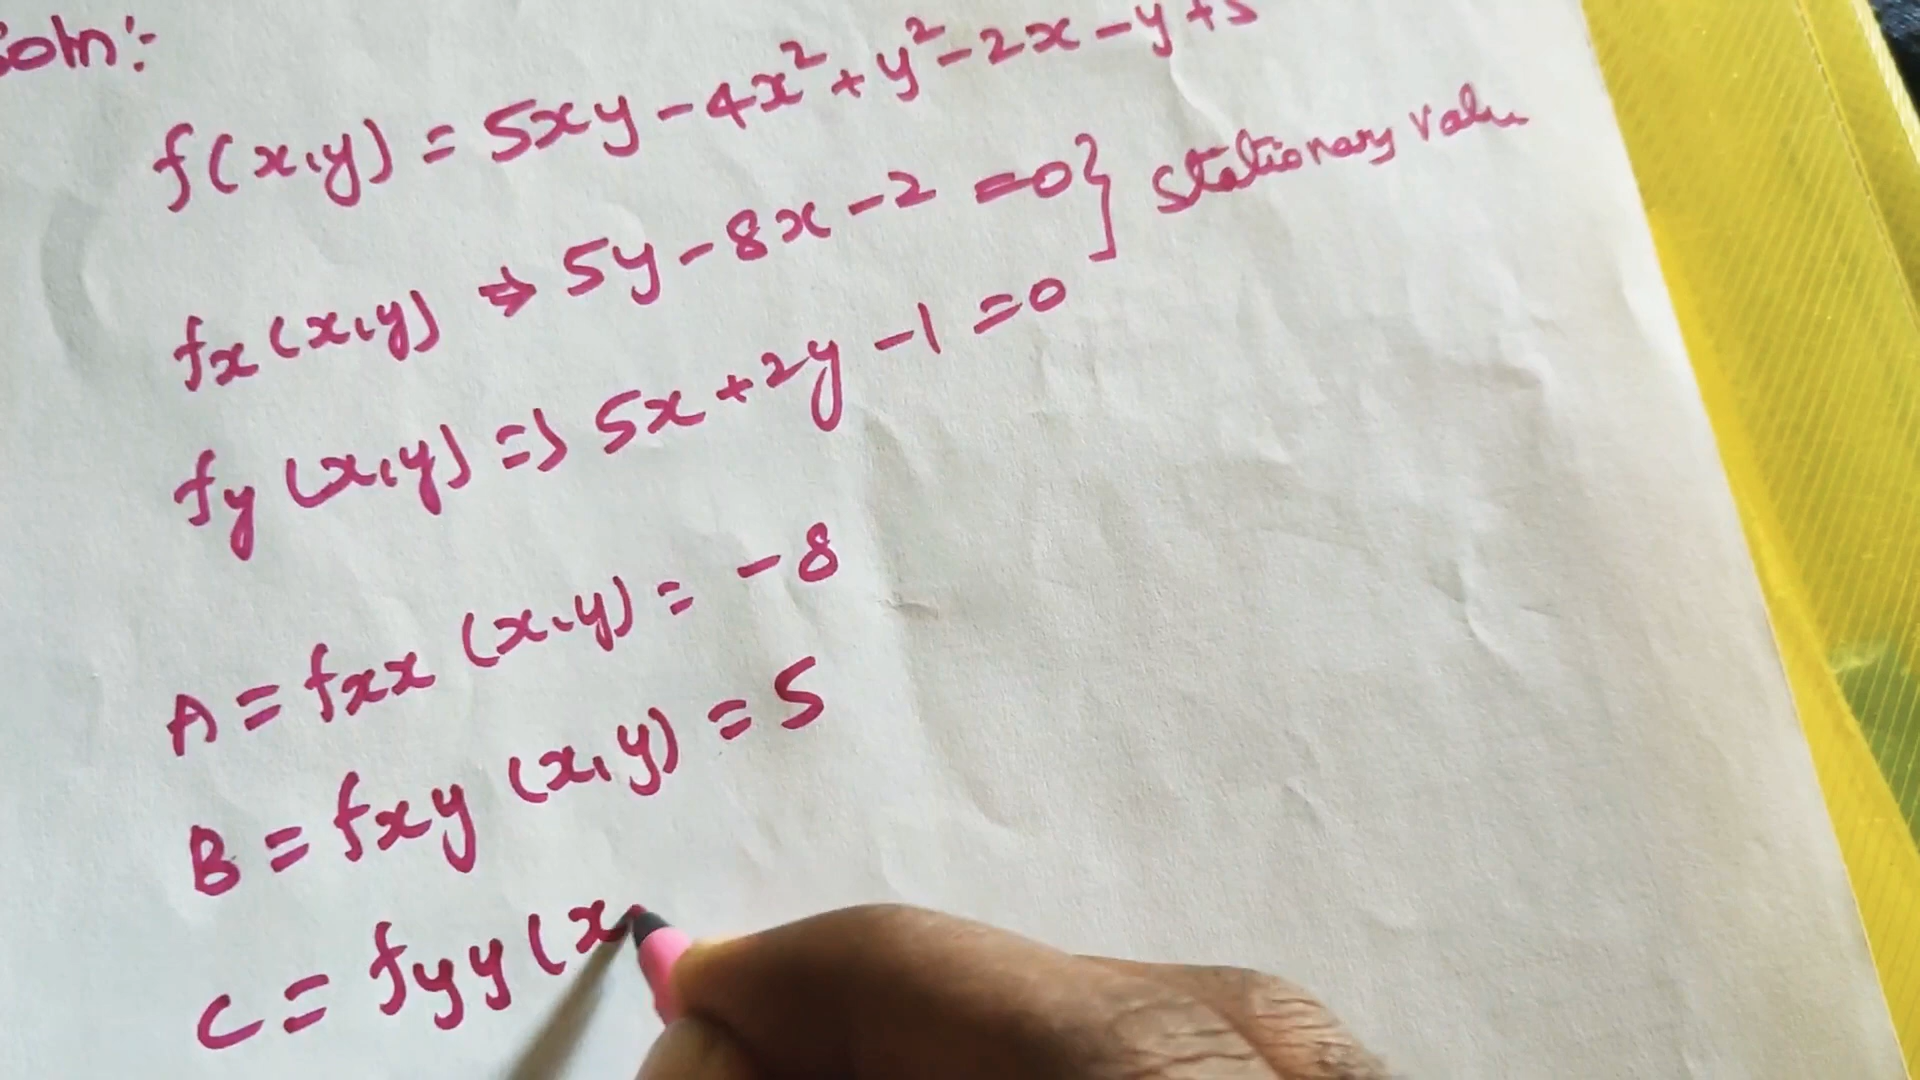 Soln:-
f(x,y) = 5xy - 4x² + y² - 2x - y + 5
fx(x,y) ⇒ 5y - 8x - 2 = 0 } Stationary value
fy(x,y) ⇒ 5x + 2y - 1 = 0
A = fxx(x,y) = -8
B = fxy(x,y) = 5
C = fyy(x,